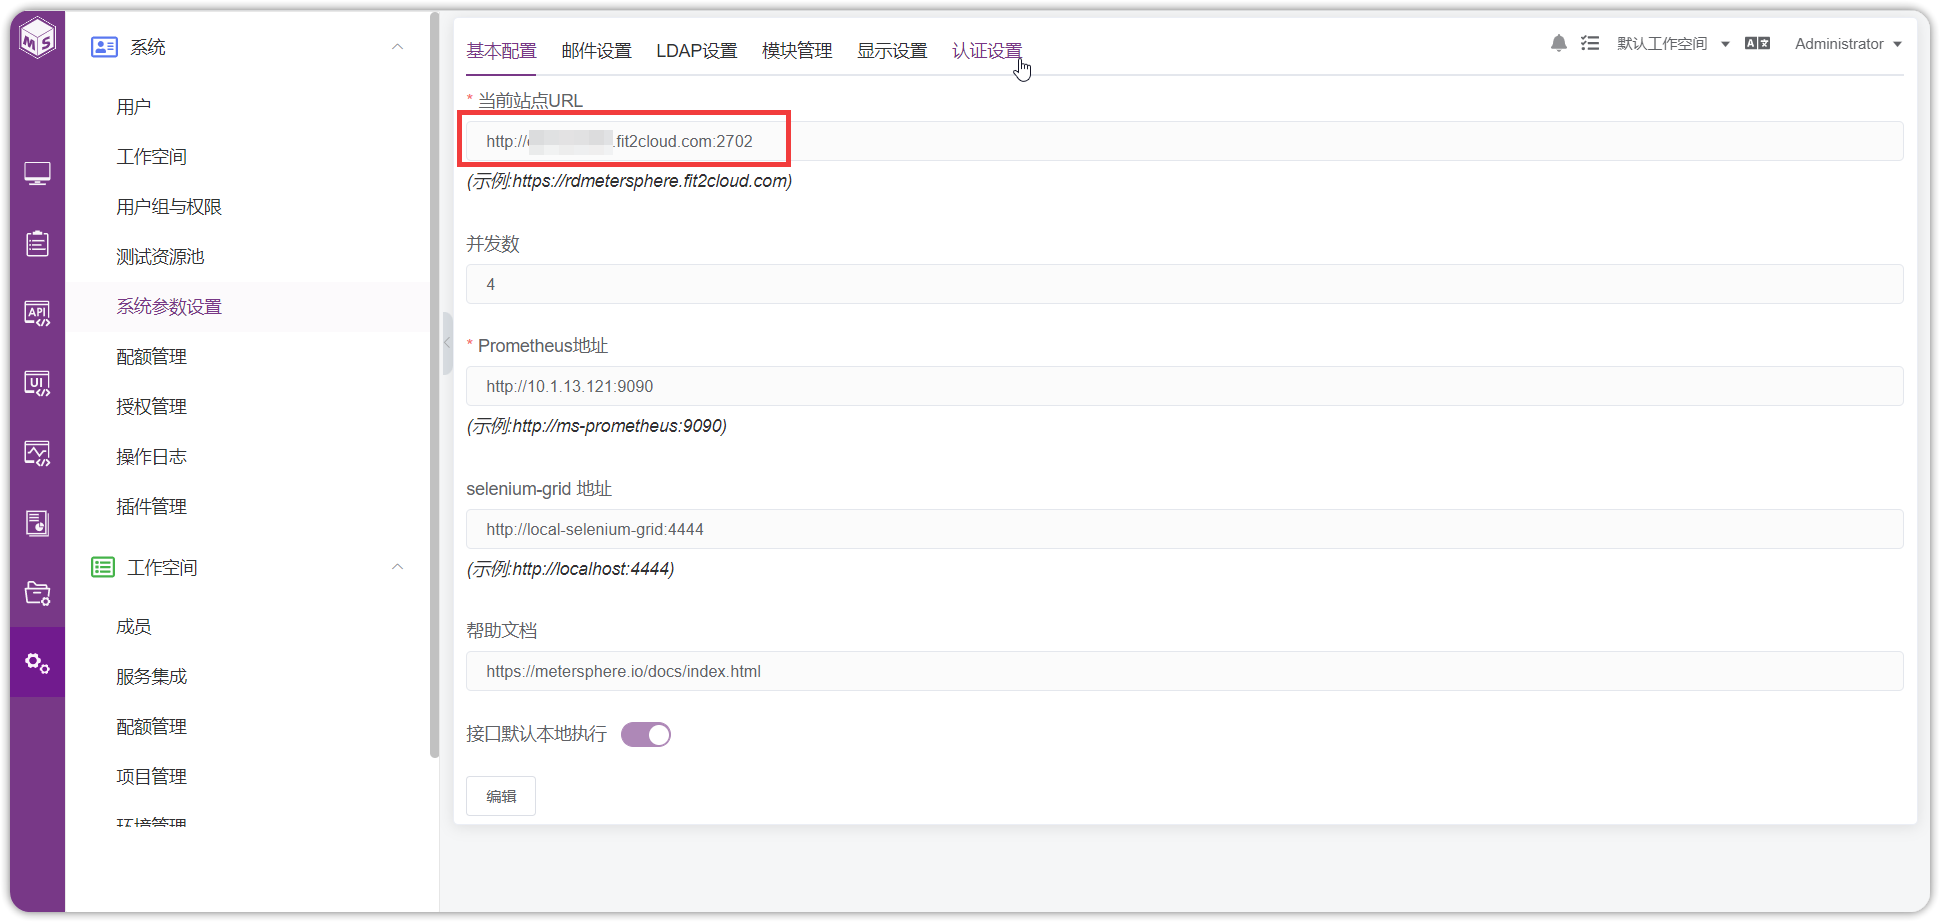 MS
系统
用户
工作空间
用户组与权限
测试资源池
系统参数设置
配额管理
授权管理
操作日志
插件管理
工作空间
成员
服务集成
配额管理
项目管理
环境管理
API
UI
基本配置 邮件设置 LDAP设置 模块管理 显示设置 认证设置
默认工作空间 Administrator
* 当前站点URL
http:// .fit2cloud.com:2702
(示例:https://rdmetersphere.fit2cloud.com)
并发数
4
* Prometheus地址
http://10.1.13.121:9090
(示例:http://ms-prometheus:9090)
selenium-grid 地址
http://local-selenium-grid:4444
(示例:http://localhost:4444)
帮助文档
https://metersphere.io/docs/index.html
接口默认本地执行
编辑